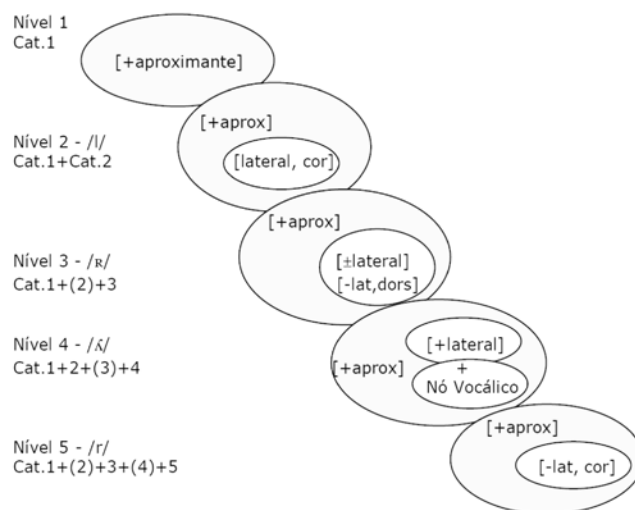 Nível 1
Cat.1
[+aproximante]
[+aprox]
Nível 2 - /l/
Cat.1+Cat.2
[lateral, cor]
[+aprox]
Nível 3 - /ʀ/
Cat.1+(2)+3
[±lateral]
[-lat,dors]
Nível 4 - /ʎ/
Cat.1+2+(3)+4
[+lateral]
[+aprox]
+
Nó Vocálico
[+aprox]
Nível 5 - /r/
Cat.1+(2)+3+(4)+5
[-lat, cor]